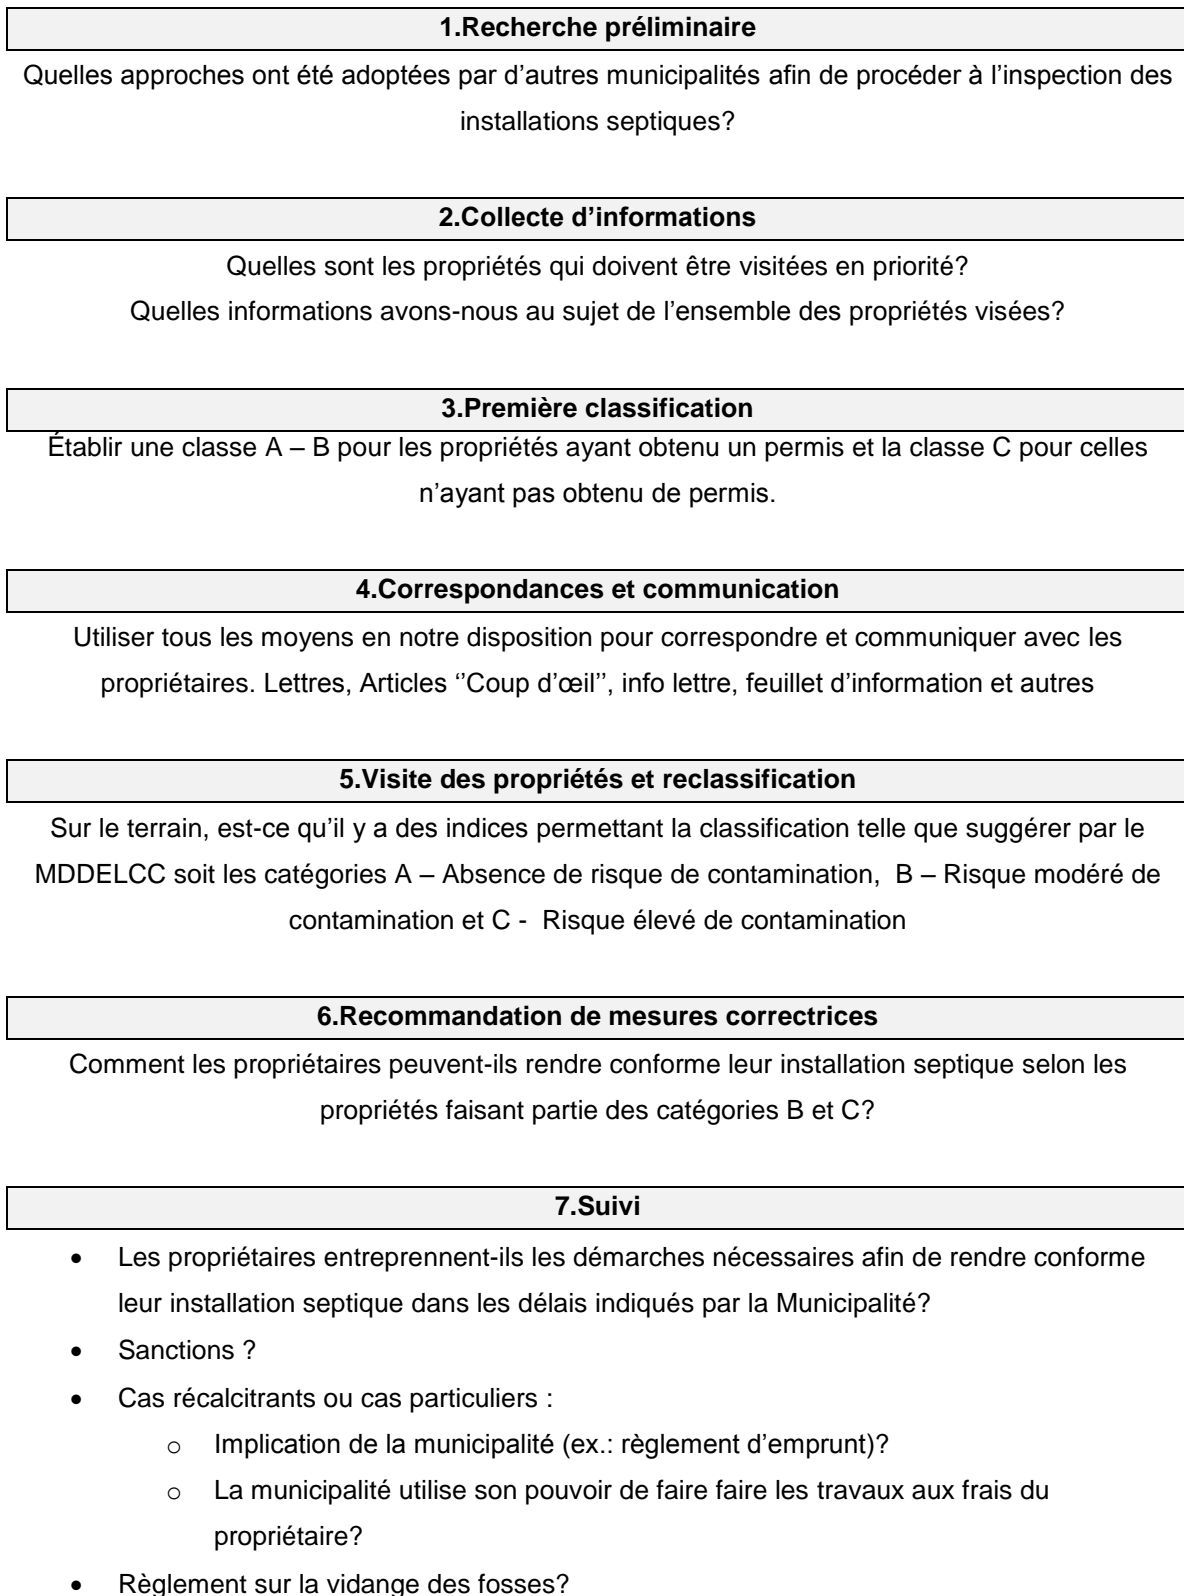 1.Recherche préliminaire
Quelles approches ont été adoptées par d’autres municipalités afin de procéder à l’inspection des
installations septiques?
2.Collecte d’informations
Quelles sont les propriétés qui doivent être visitées en priorité?
Quelles informations avons-nous au sujet de l’ensemble des propriétés visées?
3.Première classification
Établir une classe A – B pour les propriétés ayant obtenu un permis et la classe C pour celles
n’ayant pas obtenu de permis.
4.Correspondances et communication
Utiliser tous les moyens en notre disposition pour correspondre et communiquer avec les
propriétaires. Lettres, Articles ‘’Coup d’œil’’, info lettre, feuillet d’information et autres
5.Visite des propriétés et reclassification
Sur le terrain, est-ce qu’il y a des indices permettant la classification telle que suggérer par le
MDDELCC soit les catégories A – Absence de risque de contamination, B – Risque modéré de
contamination et C - Risque élevé de contamination
6.Recommandation de mesures correctrices
Comment les propriétaires peuvent-ils rendre conforme leur installation septique selon les
propriétés faisant partie des catégories B et C?
7.Suivi
• Les propriétaires entreprennent-ils les démarches nécessaires afin de rendre conforme
leur installation septique dans les délais indiqués par la Municipalité?
• Sanctions ?
• Cas récalcitrants ou cas particuliers :
o Implication de la municipalité (ex.: règlement d’emprunt)?
o La municipalité utilise son pouvoir de faire faire les travaux aux frais du
propriétaire?
• Règlement sur la vidange des fosses?